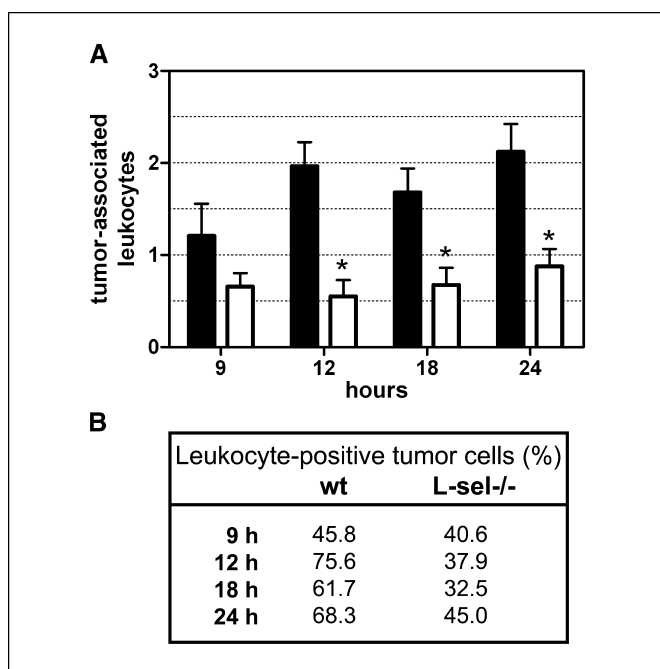 A
3
2
1
0
tumor-associated
leukocytes
* * *
9 12 18 24
hours
B
Leukocyte-positive tumor cells (%)
wt L-sel-/-
9 h 45.8 40.6
12 h 75.6 37.9
18 h 61.7 32.5
24 h 68.3 45.0